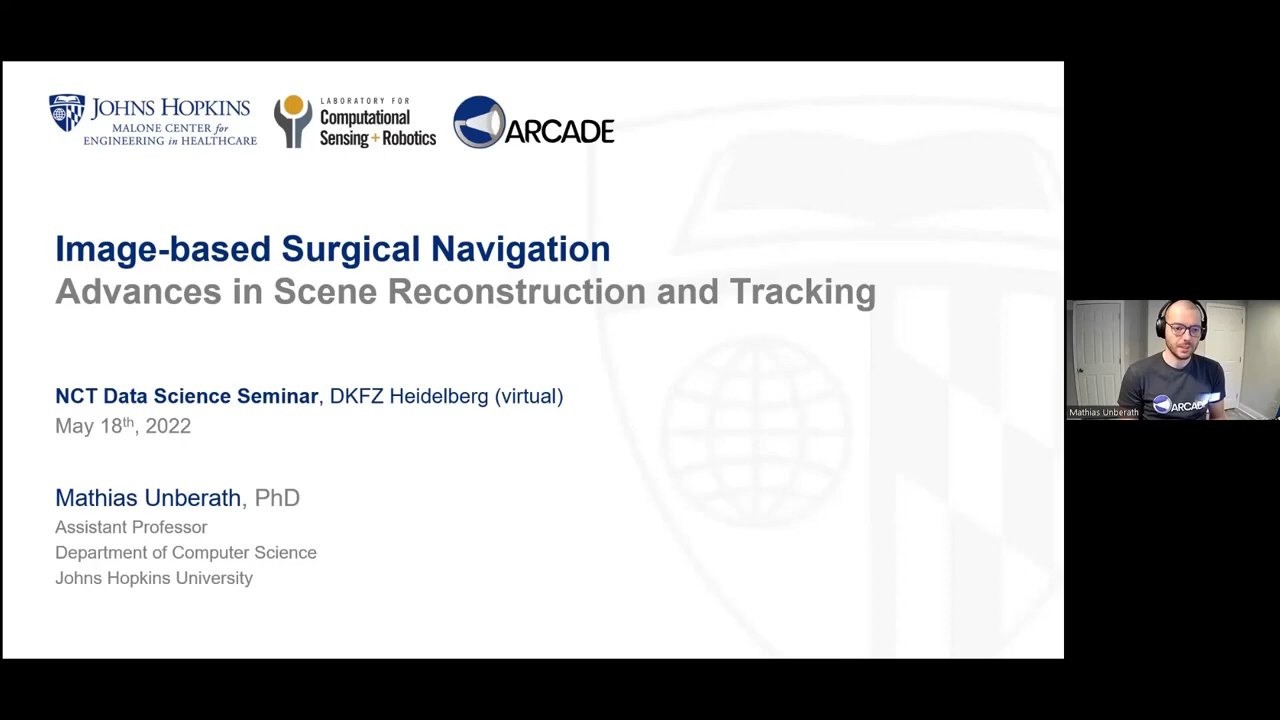 JOHNS HOPKINS
MALONE CENTER for
ENGINEERING in HEALTHCARE
LABORATORY FOR
Computational
Sensing + Robotics
ARCADE
Image-based Surgical Navigation
Advances in Scene Reconstruction and Tracking
NCT Data Science Seminar, DKFZ Heidelberg (virtual)
May 18th, 2022
Mathias Unberath, PhD
Assistant Professor
Department of Computer Science
Johns Hopkins University
ARCADE
Mathias Unberath